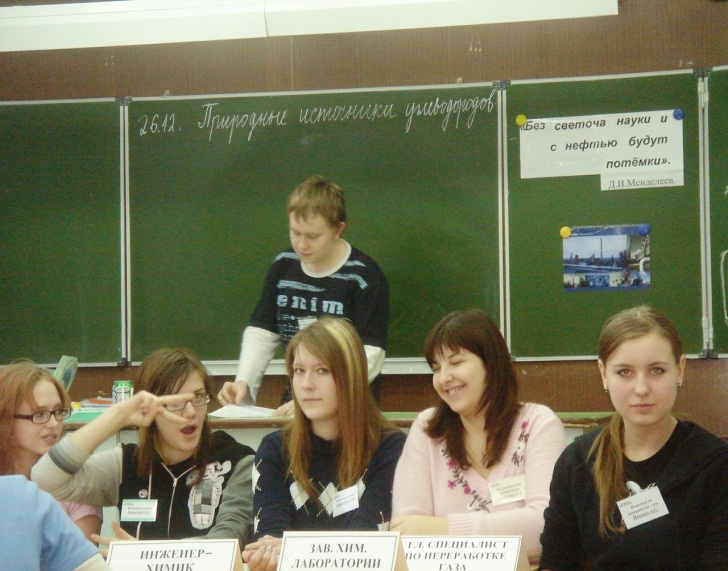 26.12. Природные источники углеводородов
«Без светоча науки и
с нефтью будут
потёмки».
Д.И.Менделеев.
enim
ИНЖЕНЕР–
ХИМИК
ЗАВ. ХИМ.
ЛАБОРАТОРИИ
ГЛ. СПЕЦИАЛИСТ
ПО ПЕРЕРАБОТКЕ
ГАЗА